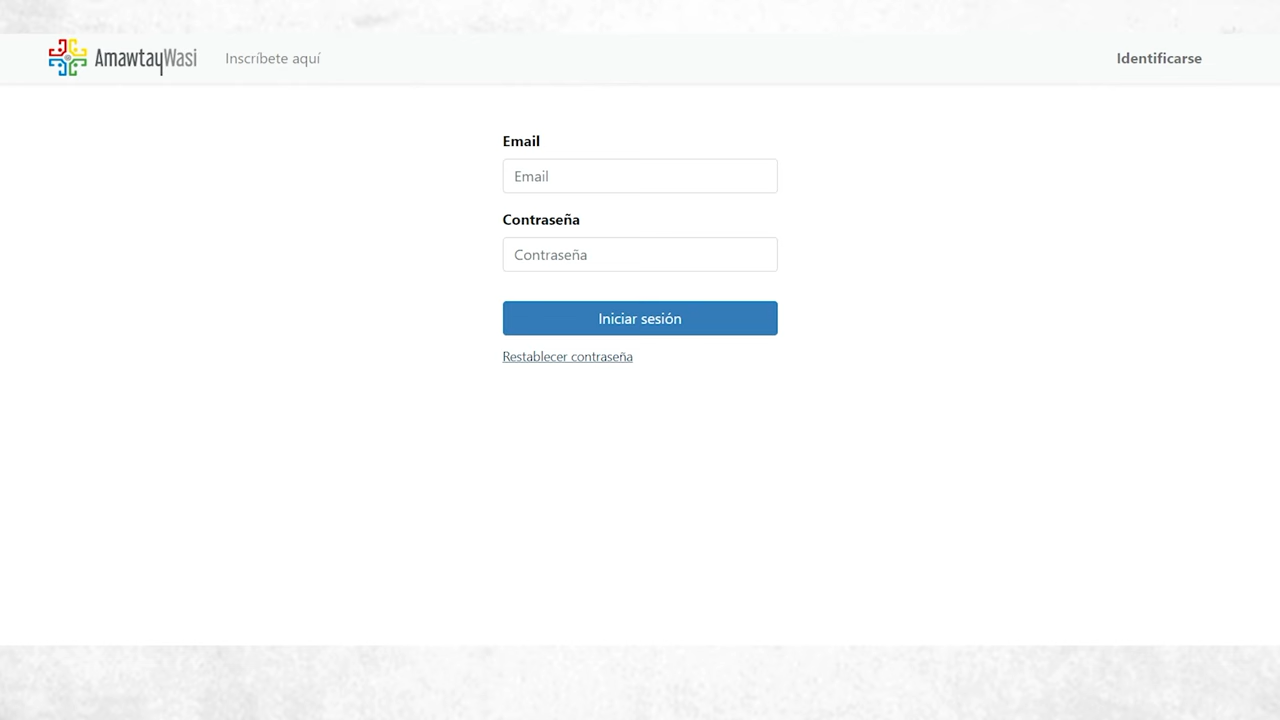 AmawtayWasi
Inscríbete aquí
Identificarse
Email
Email
Contraseña
Contraseña
Iniciar sesión
Restablecer contraseña